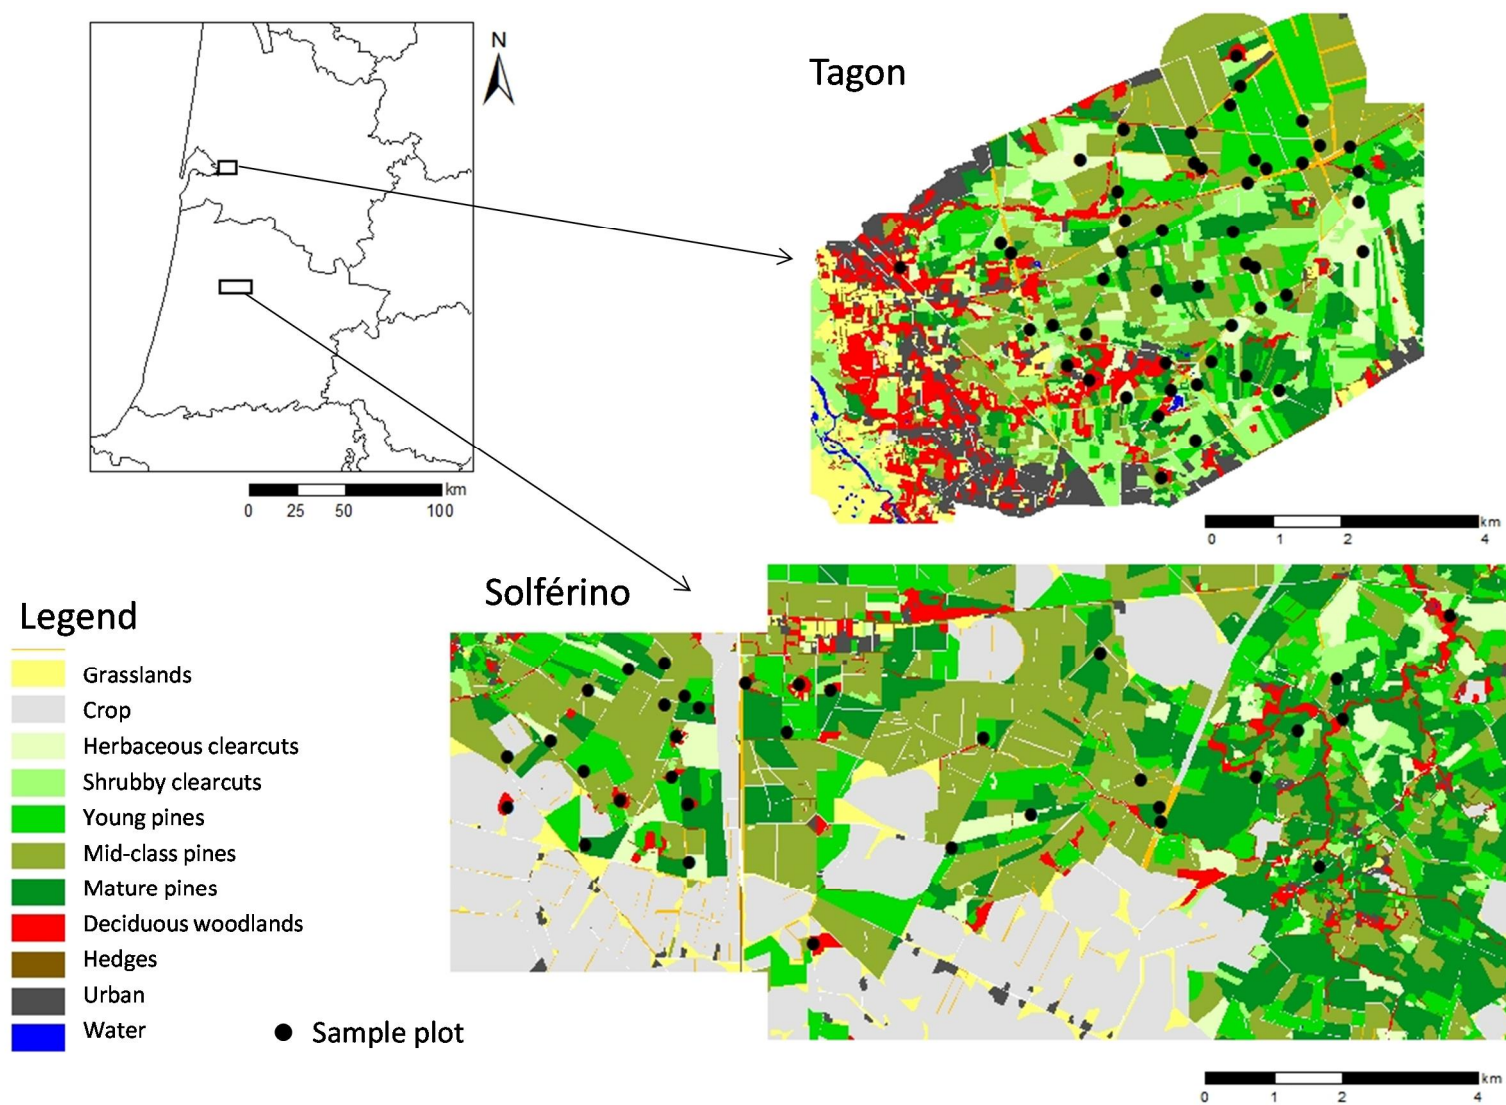 N
Tagon
km
0 25 50 100
km
0 1 2 4
Solférino
Legend
Grasslands
Crop
Herbaceous clearcuts
Shrubby clearcuts
Young pines
Mid-class pines
Mature pines
Deciduous woodlands
Hedges
Urban
Water
Sample plot
km
0 1 2 4